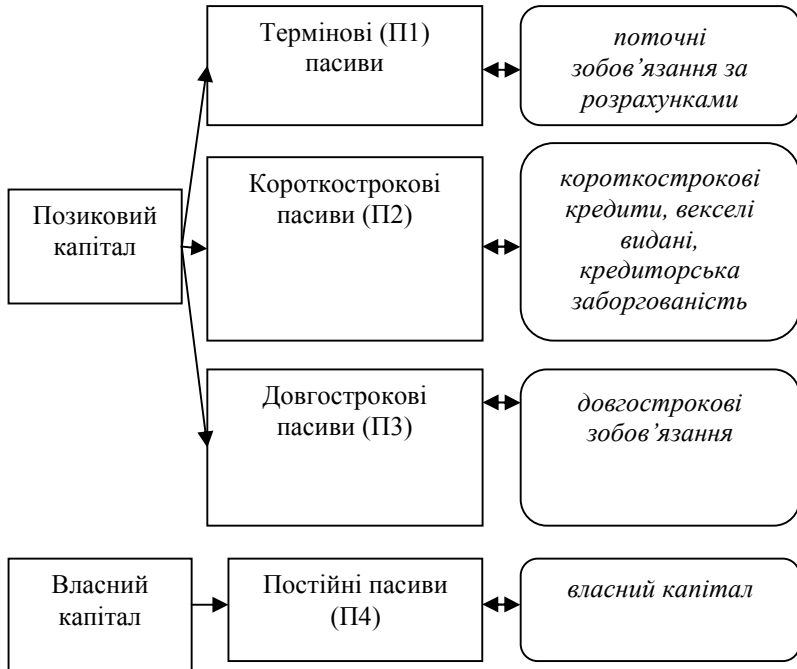 Термінові (П1)
пасиви
поточні
зобов’язання за
розрахунками
Позиковий
капітал
Короткострокові
пасиви (П2)
короткострокові
кредити, векселі
видані,
кредиторська
заборгованість
Довгострокові
пасиви (П3)
довгострокові
зобов’язання
Власний
капітал
Постійні пасиви
(П4)
власний капітал